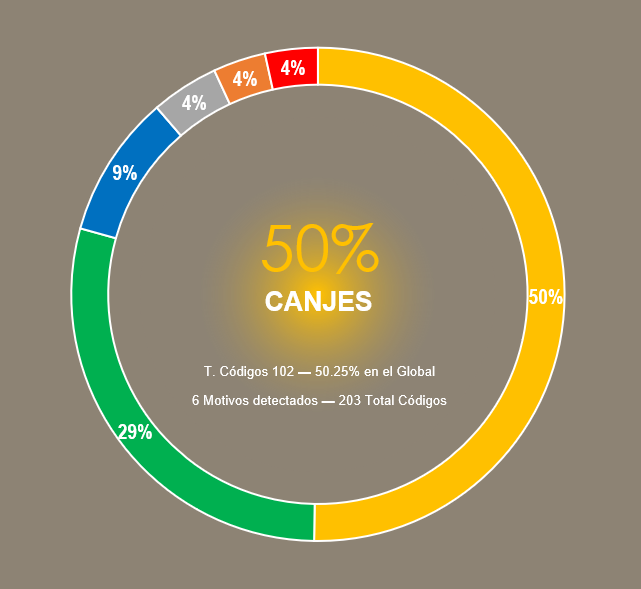 4%
4%
4%
9%
50%
CANJES
50%
T. Códigos 102 — 50.25% en el Global
6 Motivos detectados — 203 Total Códigos
29%